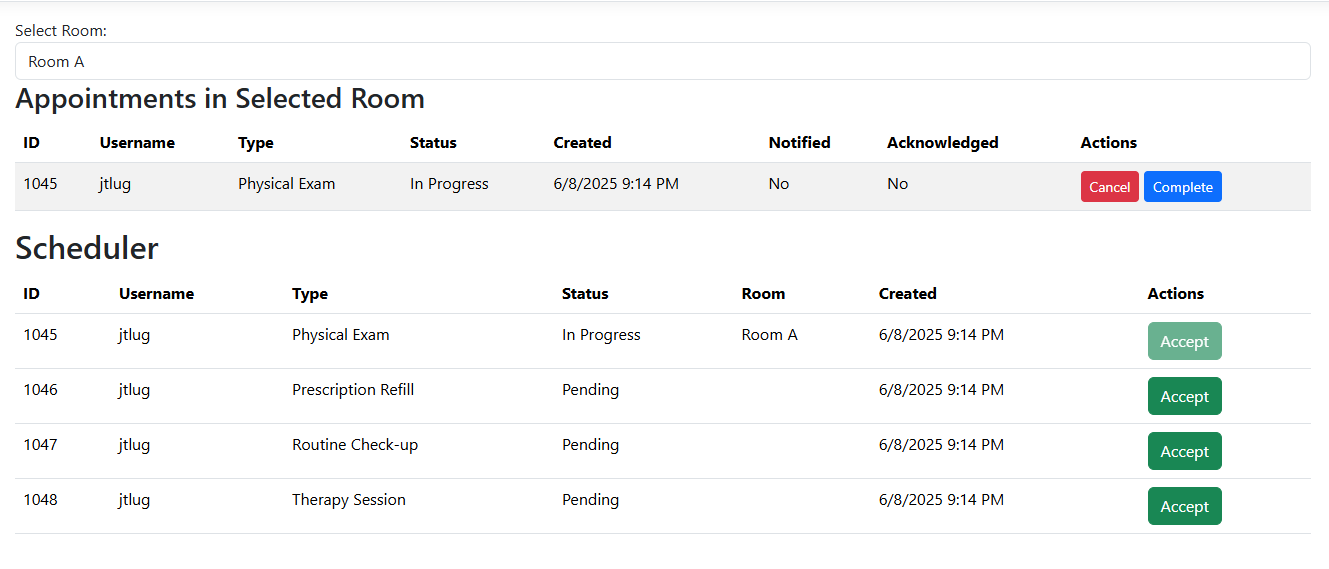 Select Room:
Room A
Appointments in Selected Room
ID Username Type Status Created Notified Acknowledged Actions
1045 jtlug Physical Exam In Progress 6/8/2025 9:14 PM No No Cancel Complete
Scheduler
ID Username Type Status Room Created Actions
1045 jtlug Physical Exam In Progress Room A 6/8/2025 9:14 PM Accept
1046 jtlug Prescription Refill Pending 6/8/2025 9:14 PM Accept
1047 jtlug Routine Check-up Pending 6/8/2025 9:14 PM Accept
1048 jtlug Therapy Session Pending 6/8/2025 9:14 PM Accept